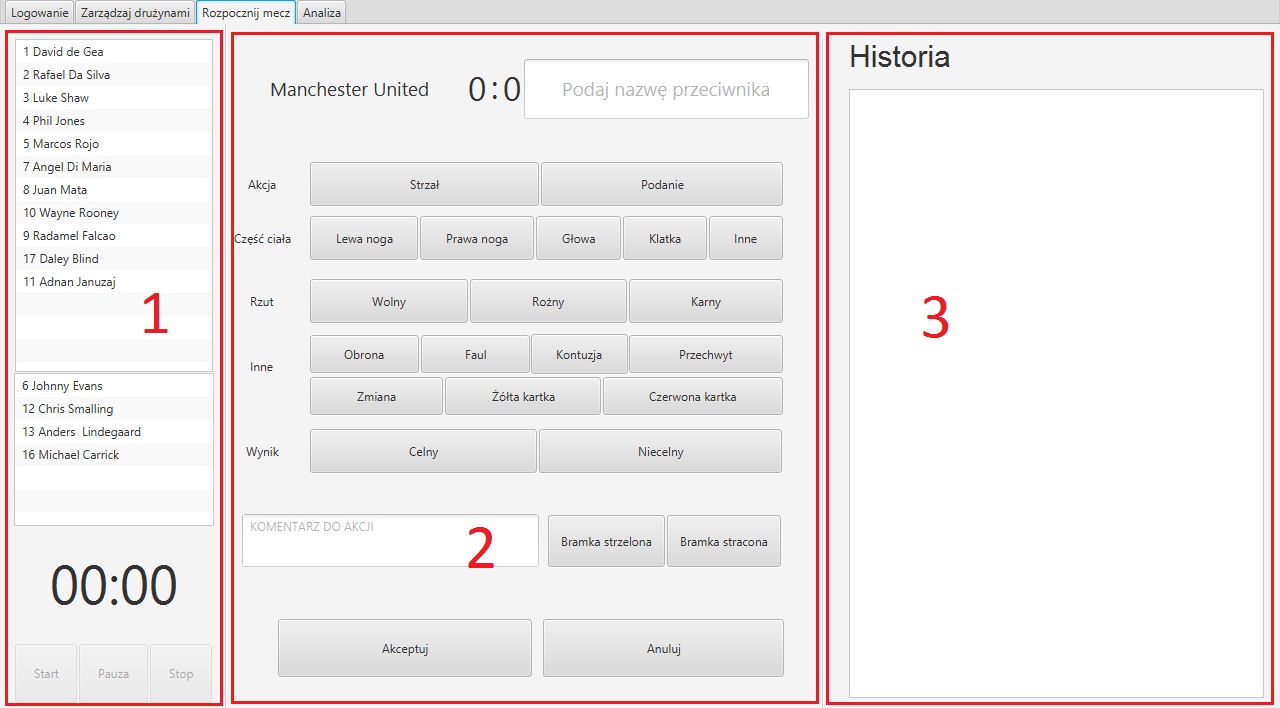 Logowanie Zarządzaj drużynami Rozpocznij mecz Analiza
1 David de Gea
2 Rafael Da Silva
3 Luke Shaw
4 Phil Jones
5 Marcos Rojo
7 Angel Di Maria
8 Juan Mata
10 Wayne Rooney
9 Radamel Falcao
17 Daley Blind
11 Adnan Januzaj
1
6 Johnny Evans
12 Chris Smalling
13 Anders  Lindegaard
16 Michael Carrick
00:00
Start Pauza Stop
Manchester United 0:0 Podaj nazwę przeciwnika
Akcja Strzał Podanie
Część ciała Lewa noga Prawa noga Głowa Klatka Inne
Rzut Wolny Rożny Karny
Inne Obrona Faul Kontuzja Przechwyt
Zmiana Żółta kartka Czerwona kartka
Wynik Celny Niecelny
KOMENTARZ DO AKCJI
2
Bramka strzelona Bramka stracona
Akceptuj Anuluj
Historia
3